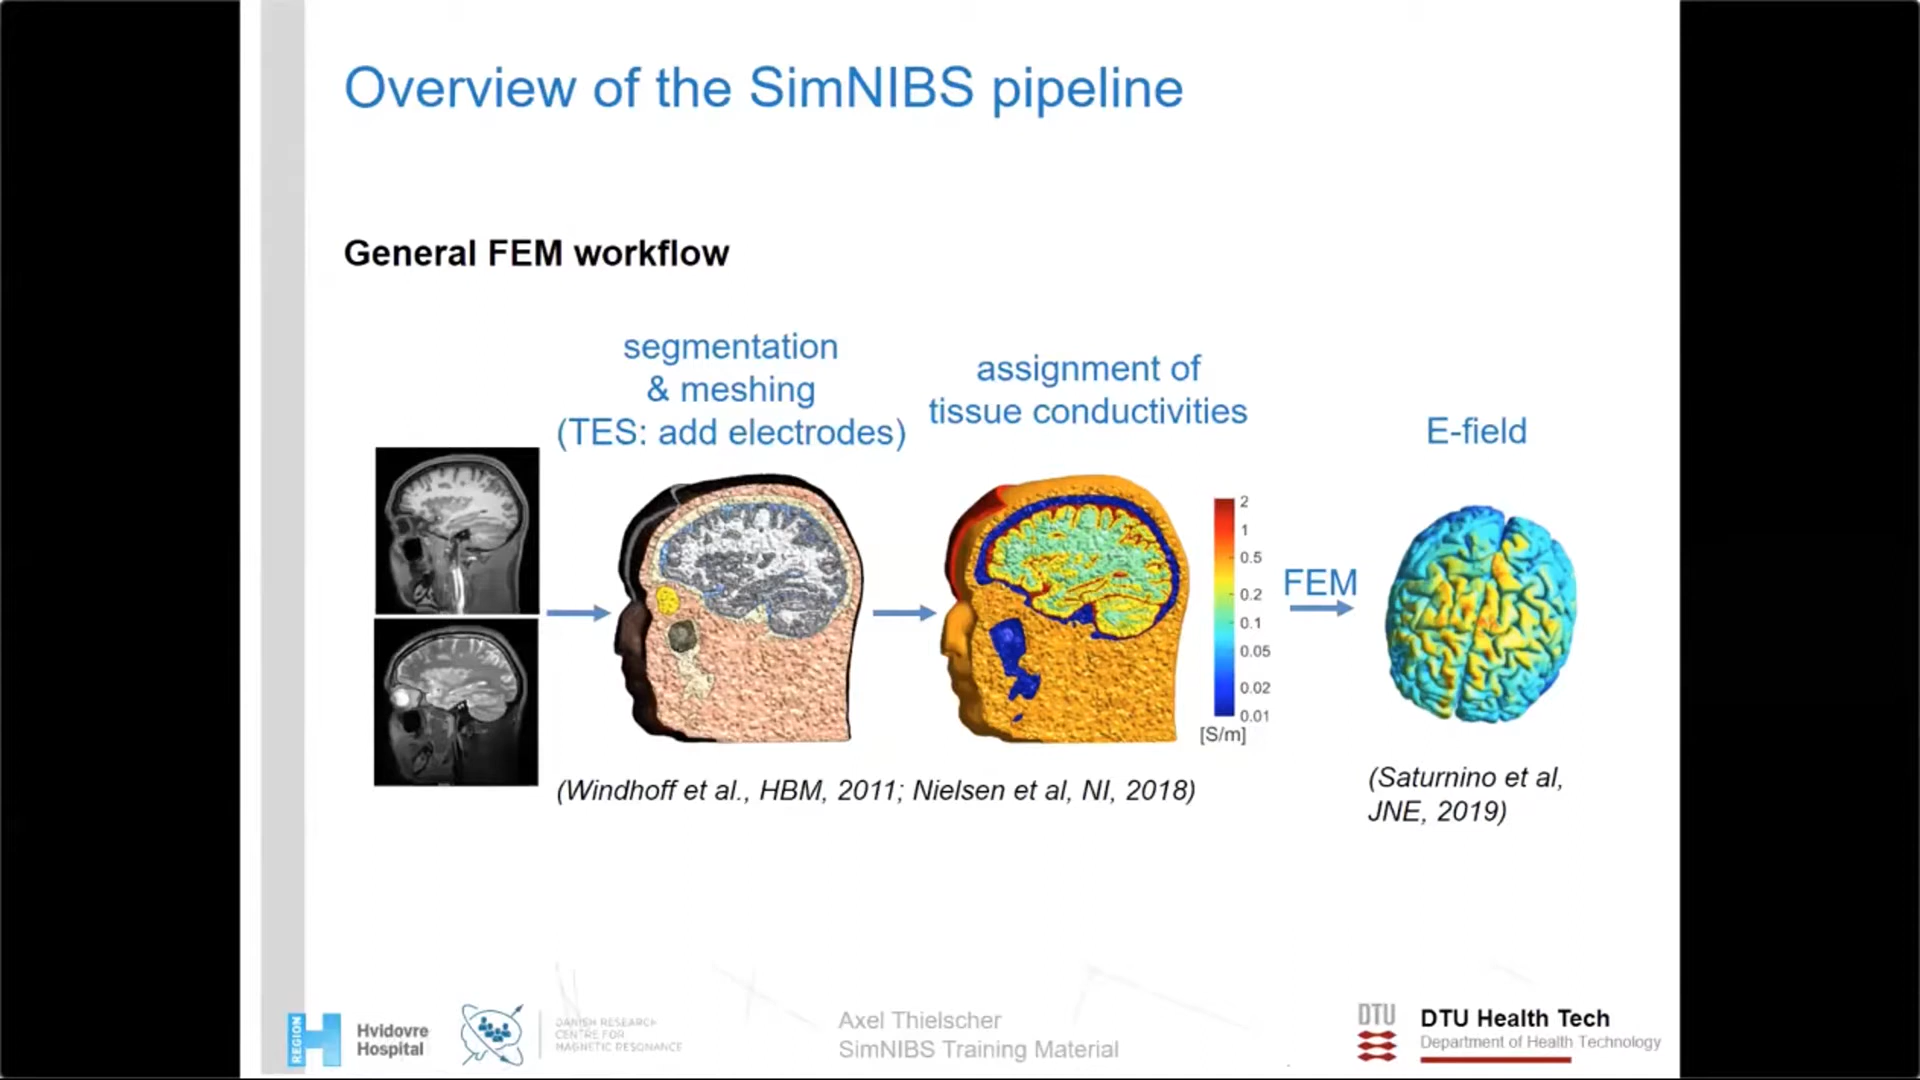 Overview of the SimNIBS pipeline
General FEM workflow
segmentation
& meshing
(TES: add electrodes)
assignment of
tissue conductivities
E-field
2
1
0.5
0.2
0.1
0.05
0.02
0.01
[S/m]
FEM
(Windhoff et al., HBM, 2011; Nielsen et al, NI, 2018)
(Saturnino et al,
JNE, 2019)
REGION
Hvidovre
Hospital
DANISH RESEARCH
CENTRE FOR
MAGNETIC RESONANCE
Axel Thielscher
SimNIBS Training Material
DTU
DTU Health Tech
Department of Health Technology